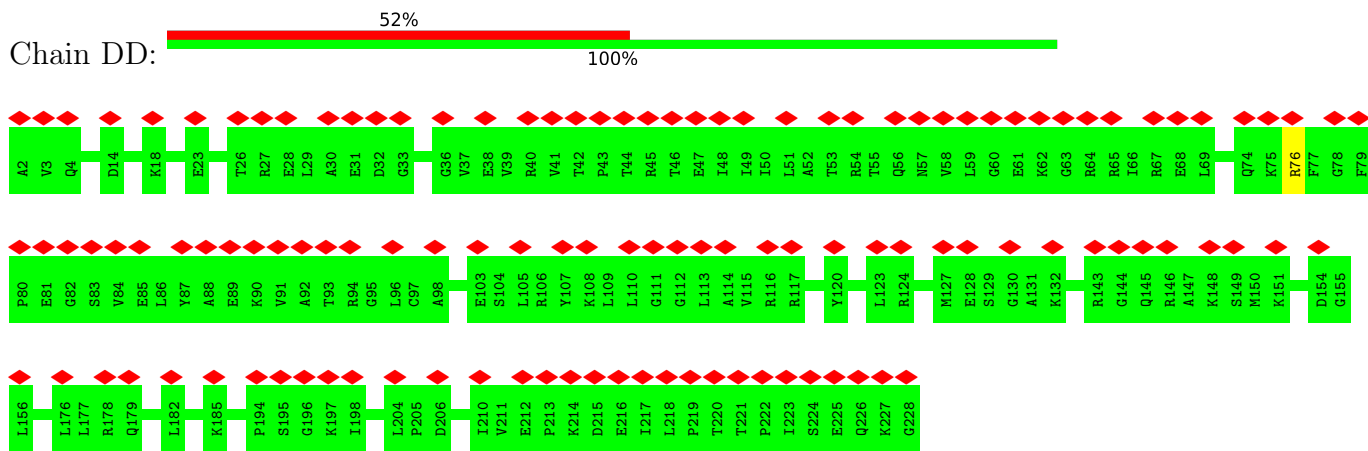 52%
Chain DD:
100%
A2 V3 Q4 D14 K18 E23 T26 R27 E28 L29 A30 E31 D32 G33 G36 V37 E38 V39 R40 V41 T42 P43 T44 R45 T46 E47 I48 I49 I50 L51 A52 T53 R54 T55 Q56 N57 V58 L59 G60 E61 K62 G63 R64 R65 I66 R67 E68 L69 Q74 K75 R76 F77 G78 F79
P80 E81 G82 S83 V84 E85 L86 Y87 A88 E89 K90 V91 A92 T93 R94 G95 L96 C97 A98 E103 S104 L105 R106 Y107 K108 L109 L110 G111 G112 L113 A114 V115 R116 R117 Y120 L123 R124 M127 E128 S129 G130 A131 K132 R143 G144 Q145 R146 A147 K148 S149 M150 K151 D154 G155
L156 L176 L177 R178 Q179 L182 K185 P194 S195 G196 K197 I198 L204 P205 D206 I210 V211 E212 P213 K214 D215 E216 I217 L218 P219 T220 T221 P222 I223 S224 E225 Q226 K227 G228